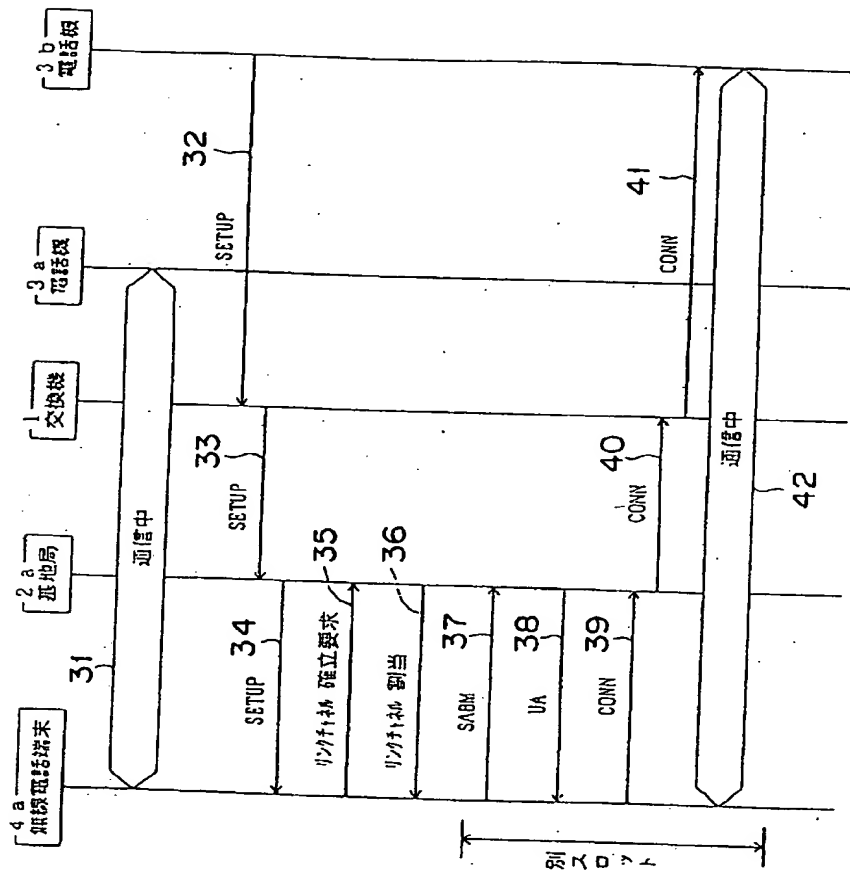 4a
無線電話端末
2a
基地局
1
交換機
3a
電話機
3b
電話機
31
通信中
32
SETUP
33
SETUP
34
SETUP
35
リンクチャネル 確立要求
36
リンクチャネル 割当
37
SABM
38
UA
39
CONN
40
CONN
41
CONN
42
通信中
別スロット